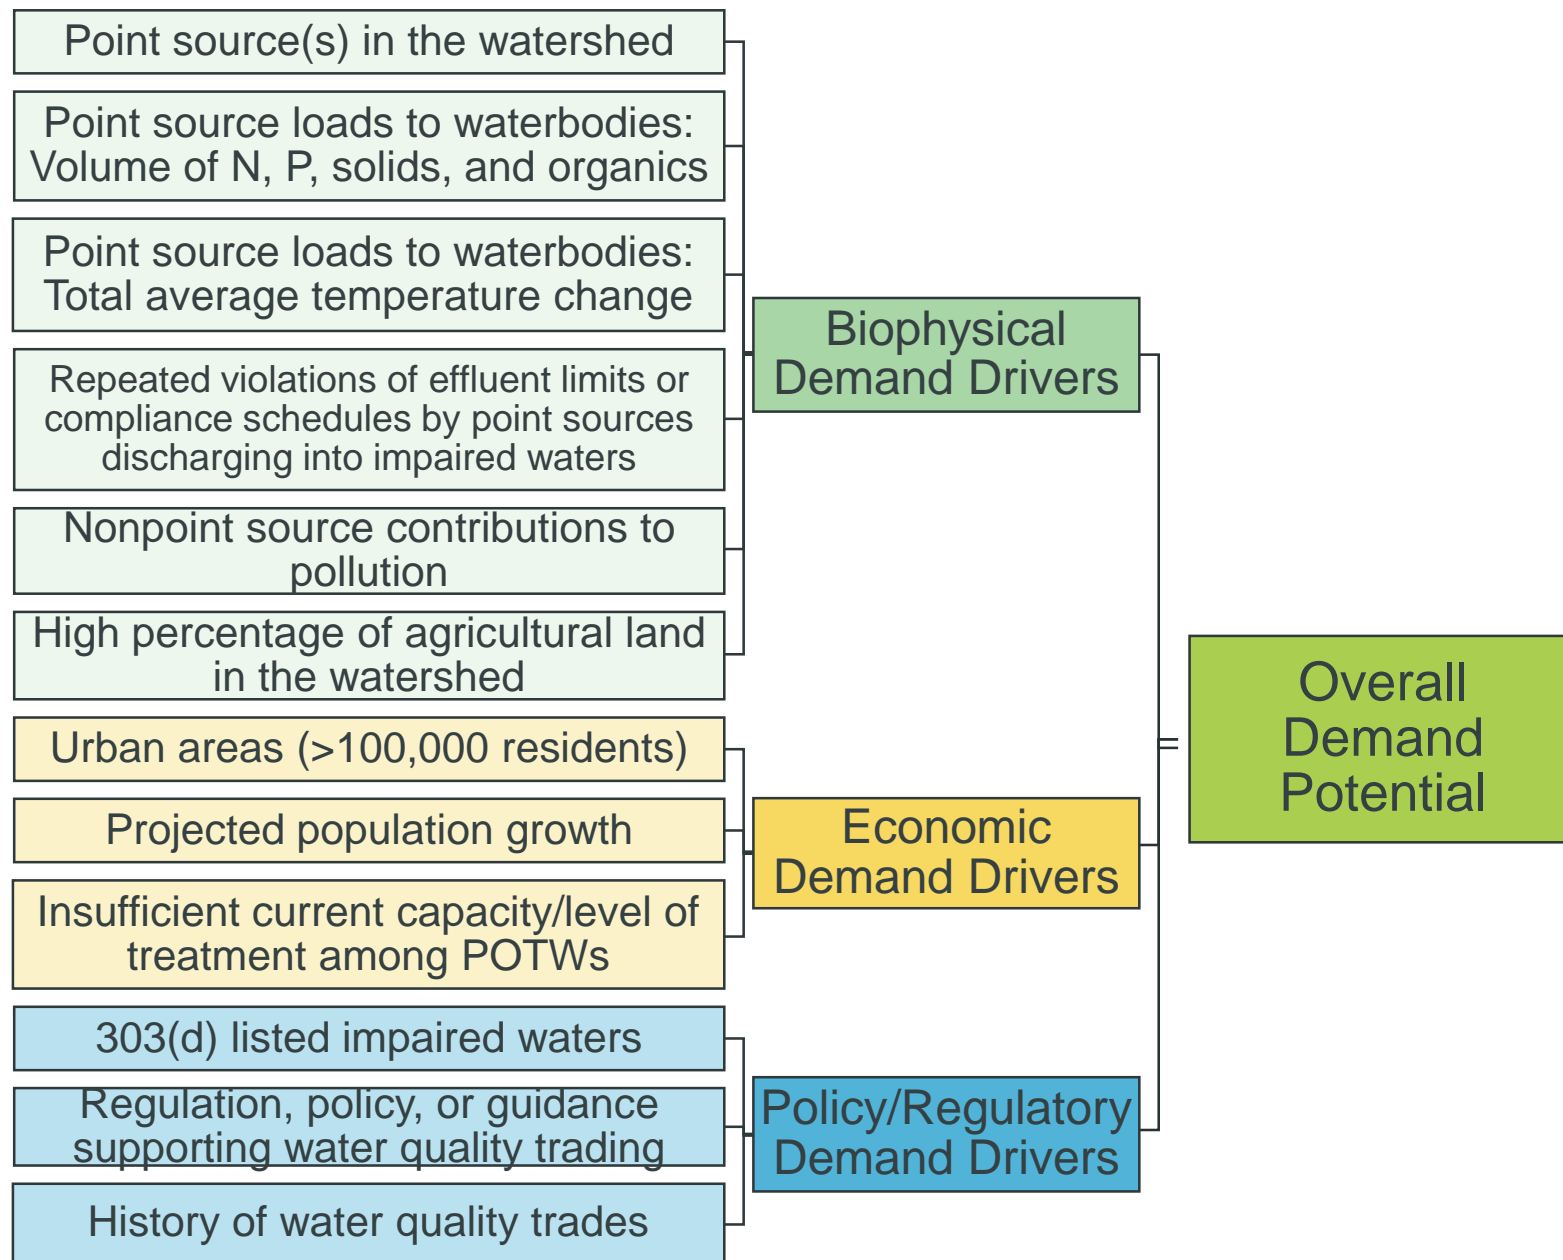 Point source(s) in the watershed
Point source loads to waterbodies:
Volume of N, P, solids, and organics
Point source loads to waterbodies:
Total average temperature change
Repeated violations of effluent limits or
compliance schedules by point sources
discharging into impaired waters
Nonpoint source contributions to
pollution
High percentage of agricultural land
in the watershed
Biophysical
Demand Drivers
Urban areas (>100,000 residents)
Projected population growth
Insufficient current capacity/level of
treatment among POTWs
Economic
Demand Drivers
303(d) listed impaired waters
Regulation, policy, or guidance
supporting water quality trading
History of water quality trades
Policy/Regulatory
Demand Drivers
Overall
Demand
Potential